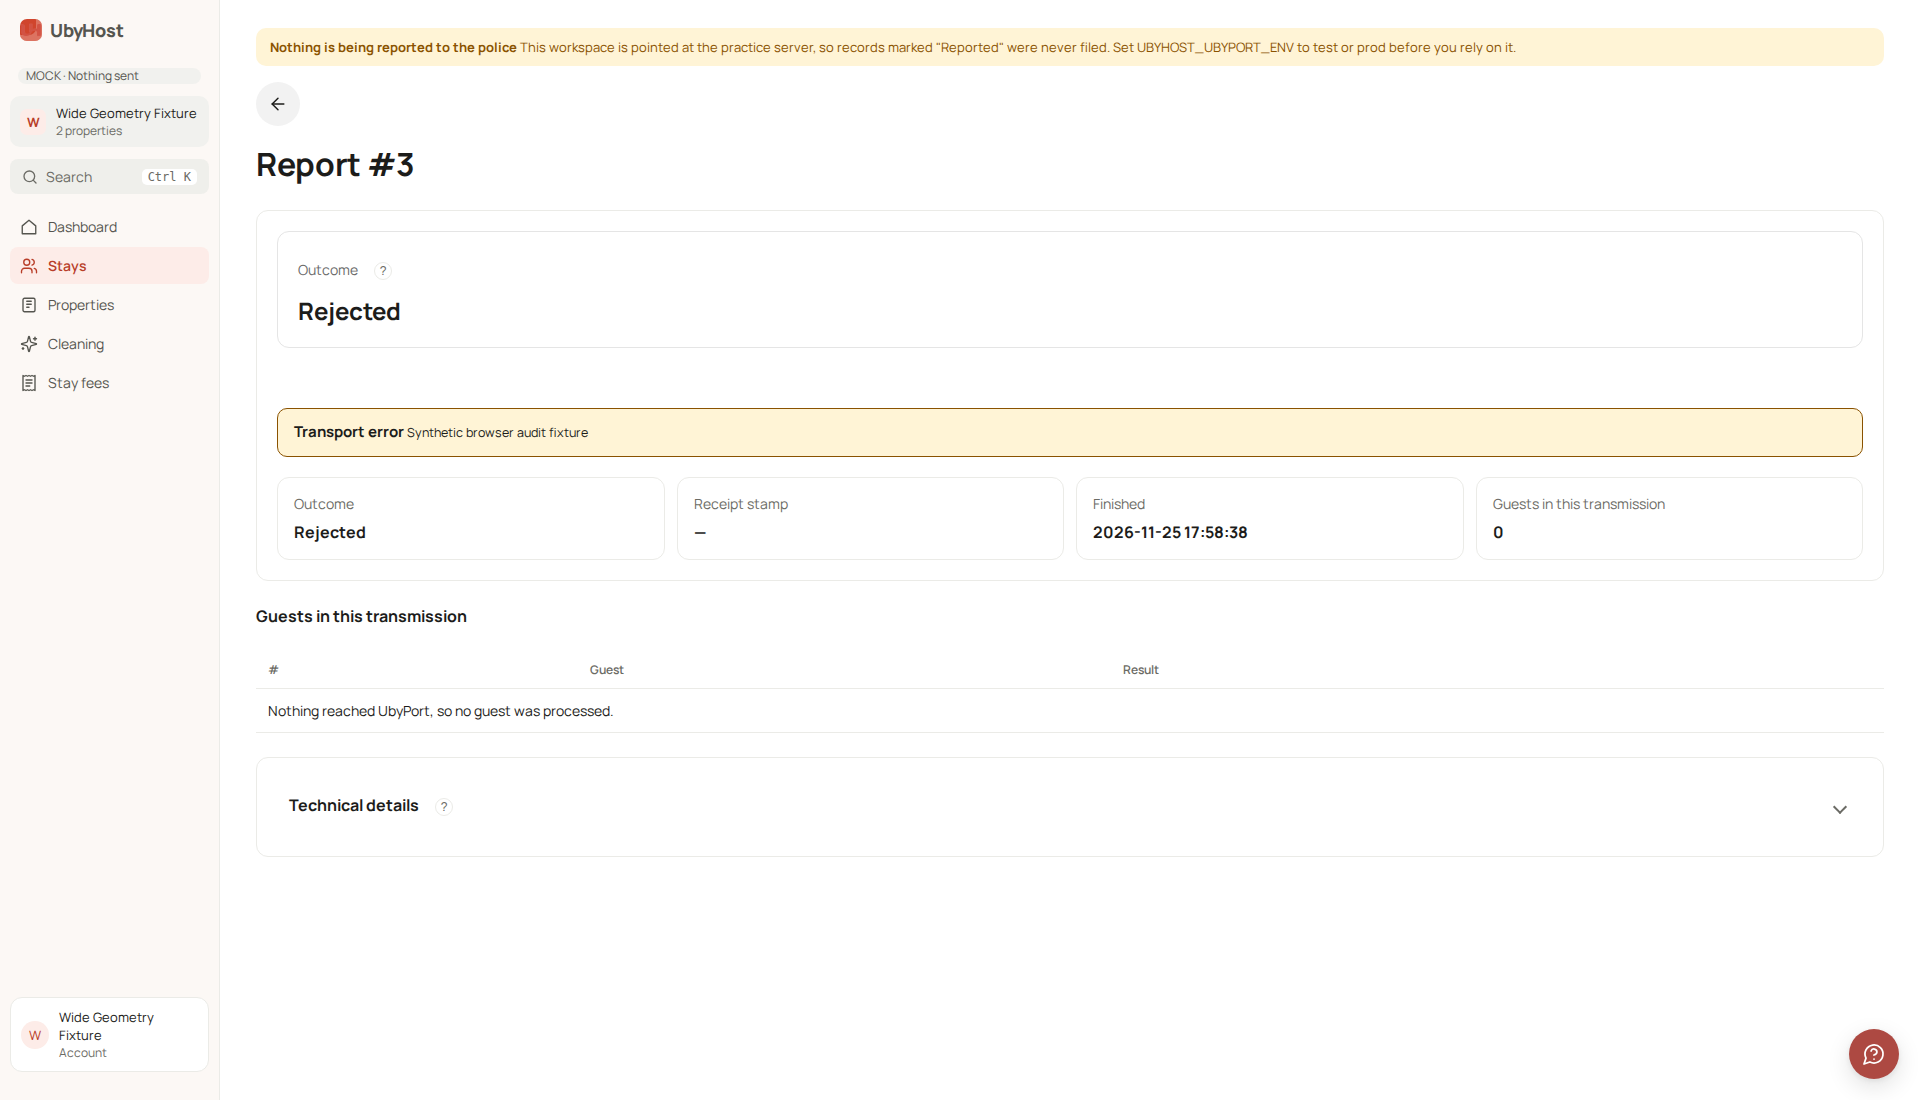 UbyHost
MOCK · Nothing sent
W
Wide Geometry Fixture
2 properties
Search
Ctrl K
Dashboard
Stays
Properties
Cleaning
Stay fees
W
Wide Geometry
Fixture
Account
Nothing is being reported to the police This workspace is pointed at the practice server, so records marked "Reported" were never filed. Set UBYHOST_UBYPORT_ENV to test or prod before you rely on it.
Report #3
Outcome ?
Rejected
Transport error Synthetic browser audit fixture
Outcome
Rejected
Receipt stamp
—
Finished
2026-11-25 17:58:38
Guests in this transmission
0
Guests in this transmission
# Guest Result
Nothing reached UbyPort, so no guest was processed.
Technical details ?